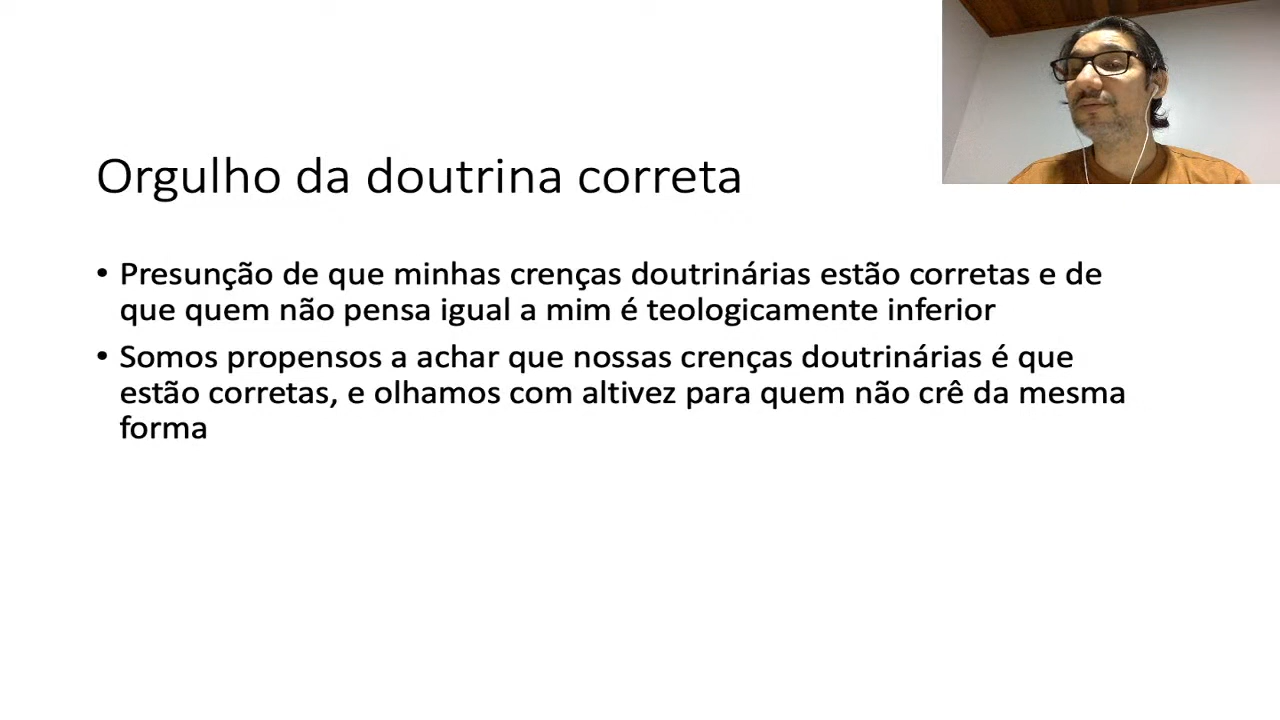 Orgulho da doutrina correta
• Presunção de que minhas crenças doutrinárias estão corretas e de
que quem não pensa igual a mim é teologicamente inferior
• Somos propensos a achar que nossas crenças doutrinárias é que
estão corretas, e olhamos com altivez para quem não crê da mesma
forma